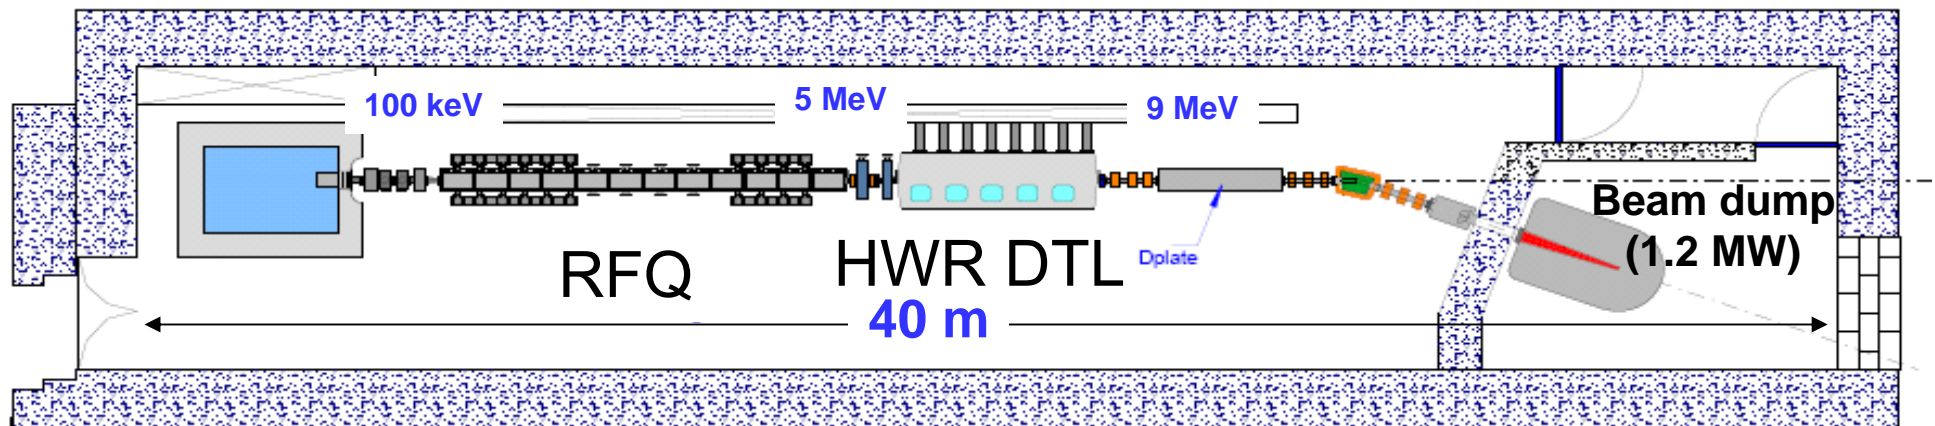 100 keV
5 MeV
9 MeV
RFQ
HWR DTL
Dplate
Beam dump
(1.2 MW)
40 m